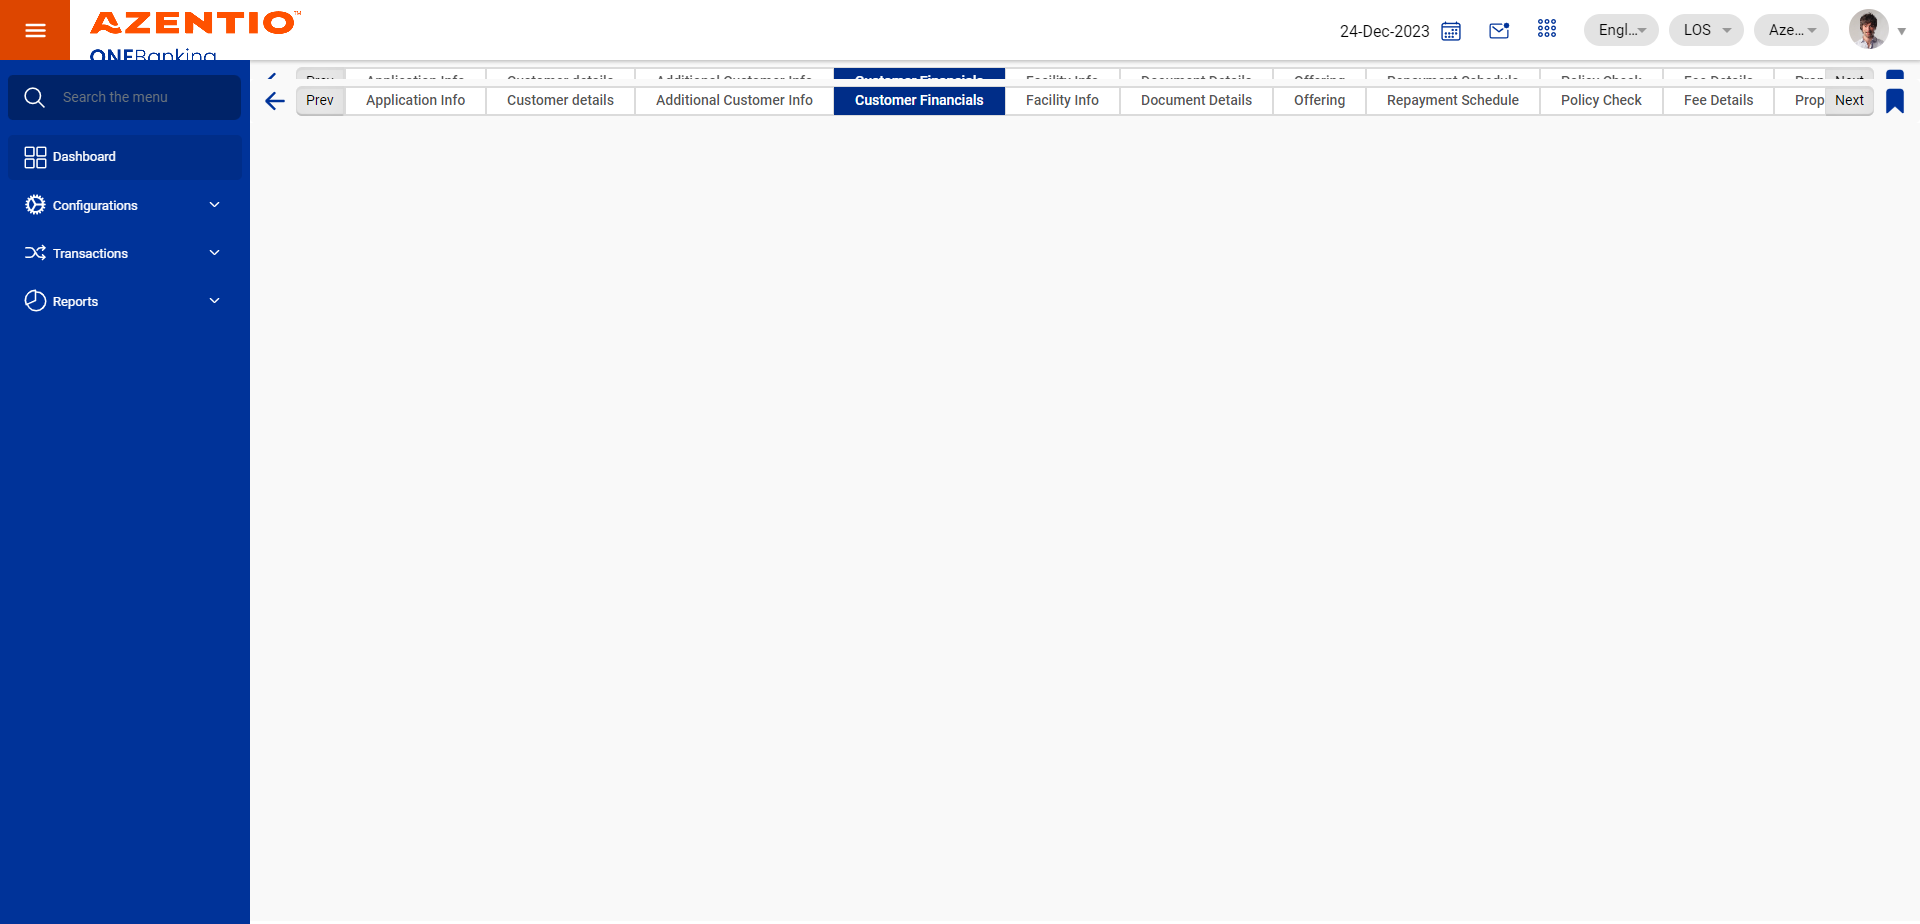 AZENTIO™
ONEBanking
24-Dec-2023
Engl...
LOS
Aze...
Search the menu
Dashboard
Configurations
Transactions
Reports
Prev Application Info Customer details Additional Customer Info Customer Financials Facility Info Document Details Offering Repayment Schedule Policy Check Fee Details Prop Next
Prev Application Info Customer details Additional Customer Info Customer Financials Facility Info Document Details Offering Repayment Schedule Policy Check Fee Details Prop Next